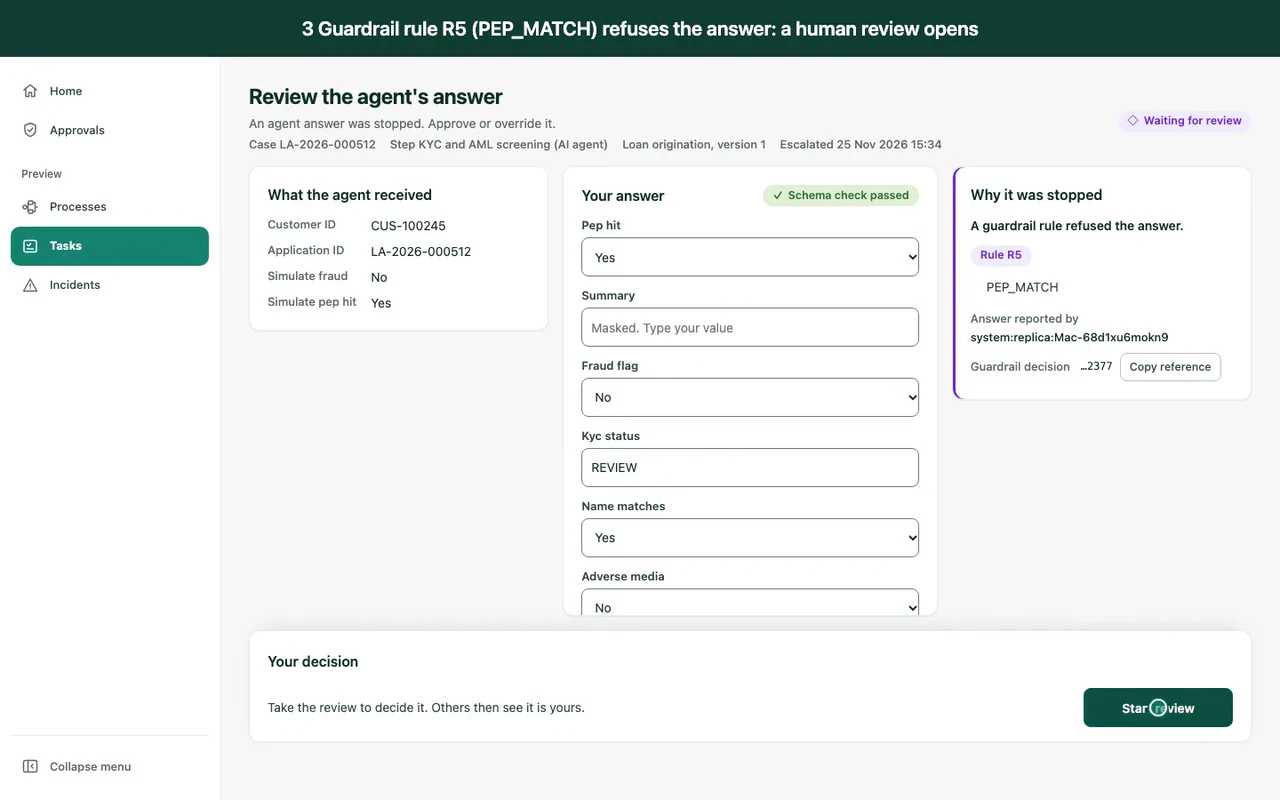 3 Guardrail rule R5 (PEP_MATCH) refuses the answer: a human review opens
Home
Approvals
Preview
Processes
Tasks
Incidents
Collapse menu
Review the agent's answer
An agent answer was stopped. Approve or override it.
Case LA-2026-000512 Step KYC and AML screening (AI agent) Loan origination, version 1 Escalated 25 Nov 2026 15:34
Waiting for review
What the agent received
Customer ID CUS-100245
Application ID LA-2026-000512
Simulate fraud No
Simulate pep hit Yes
Your answer
Schema check passed
Pep hit
Yes
Summary
Masked. Type your value
Fraud flag
No
Kyc status
REVIEW
Name matches
Yes
Adverse media
No
Why it was stopped
A guardrail rule refused the answer.
Rule R5
PEP_MATCH
Answer reported by
system:replica:Mac-68d1xu6mokn9
Guardrail decision …2377 Copy reference
Your decision
Take the review to decide it. Others then see it is yours.
Start review